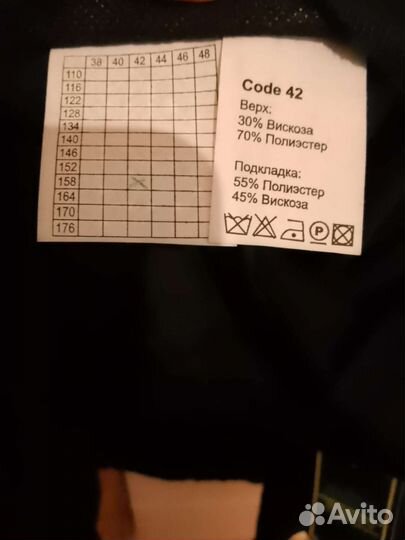 38 40 42 44 46 48
110
116
122
128
134
140
146
152
158
164
170
176
Code 42
Верх:
30% Вискоза
70% Полиэстер
Подкладка:
55% Полиэстер
45% Вискоза
P
Avito